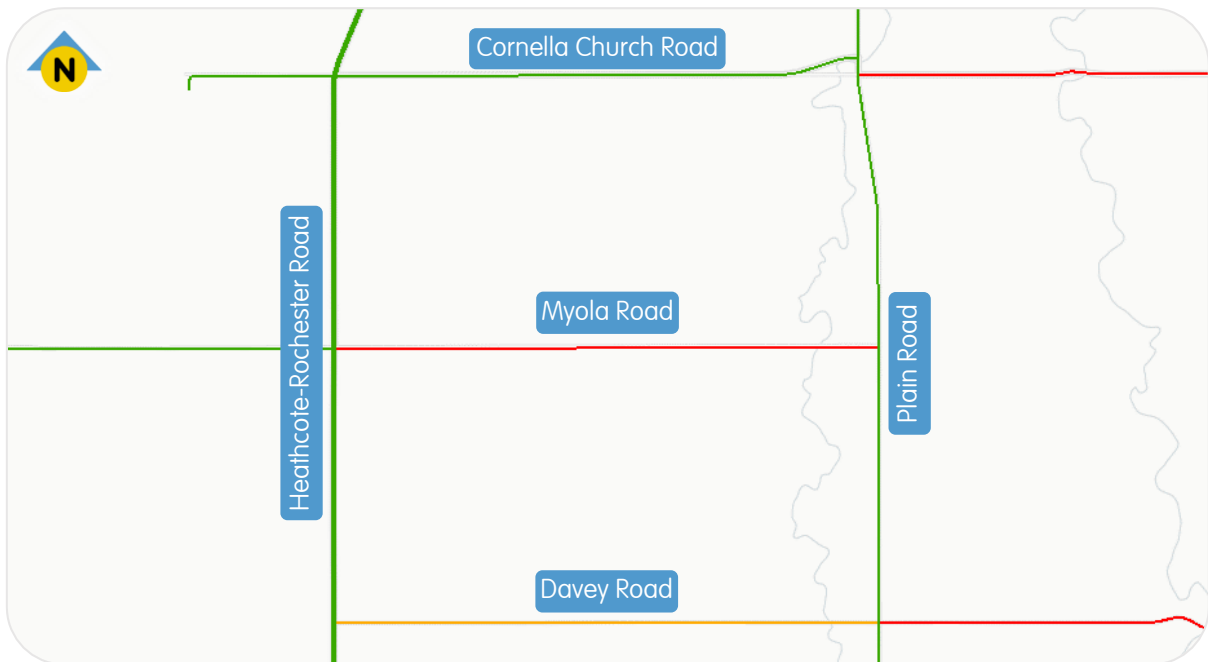 N
Cornella Church Road
Heathcote-Rochester Road
Myola Road
Plain Road
Davey Road